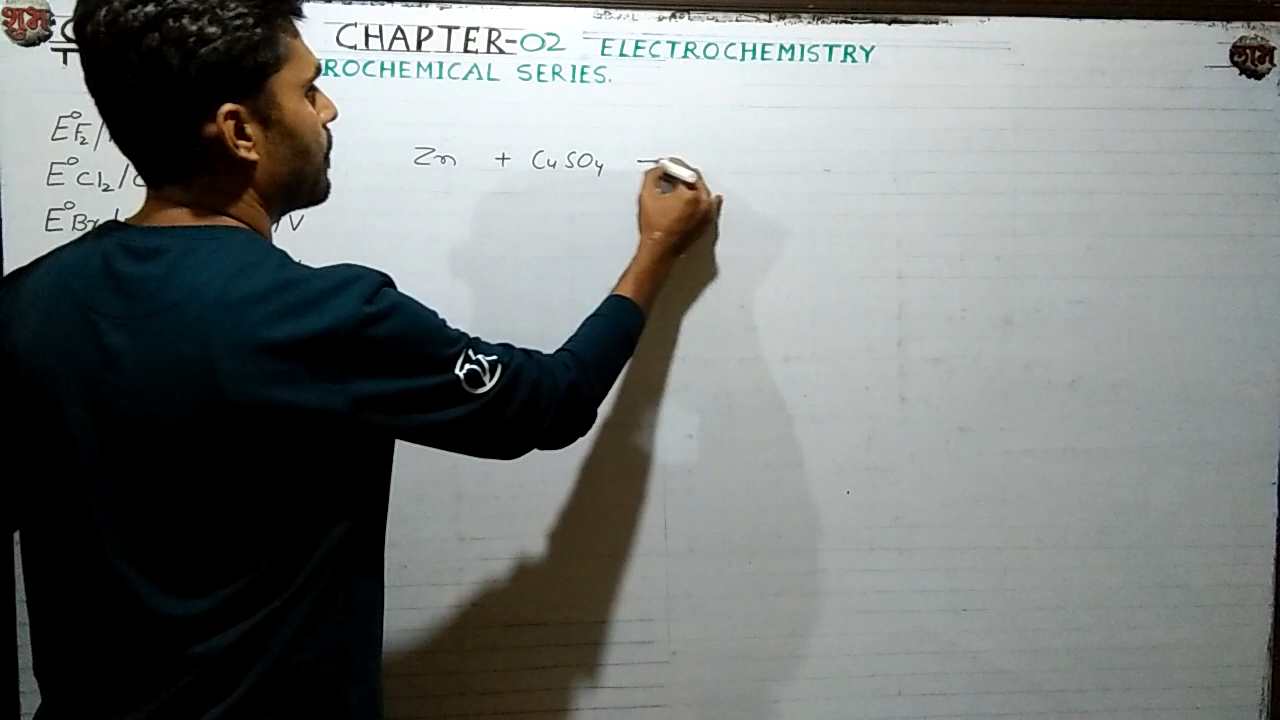 शुभ CHAPTER-02 ELECTROCHEMISTRY शुभ
ROCHEMICAL SERIES.
E°F₂/
E°Cl₂/
E°Br V
Zn + CuSO₄